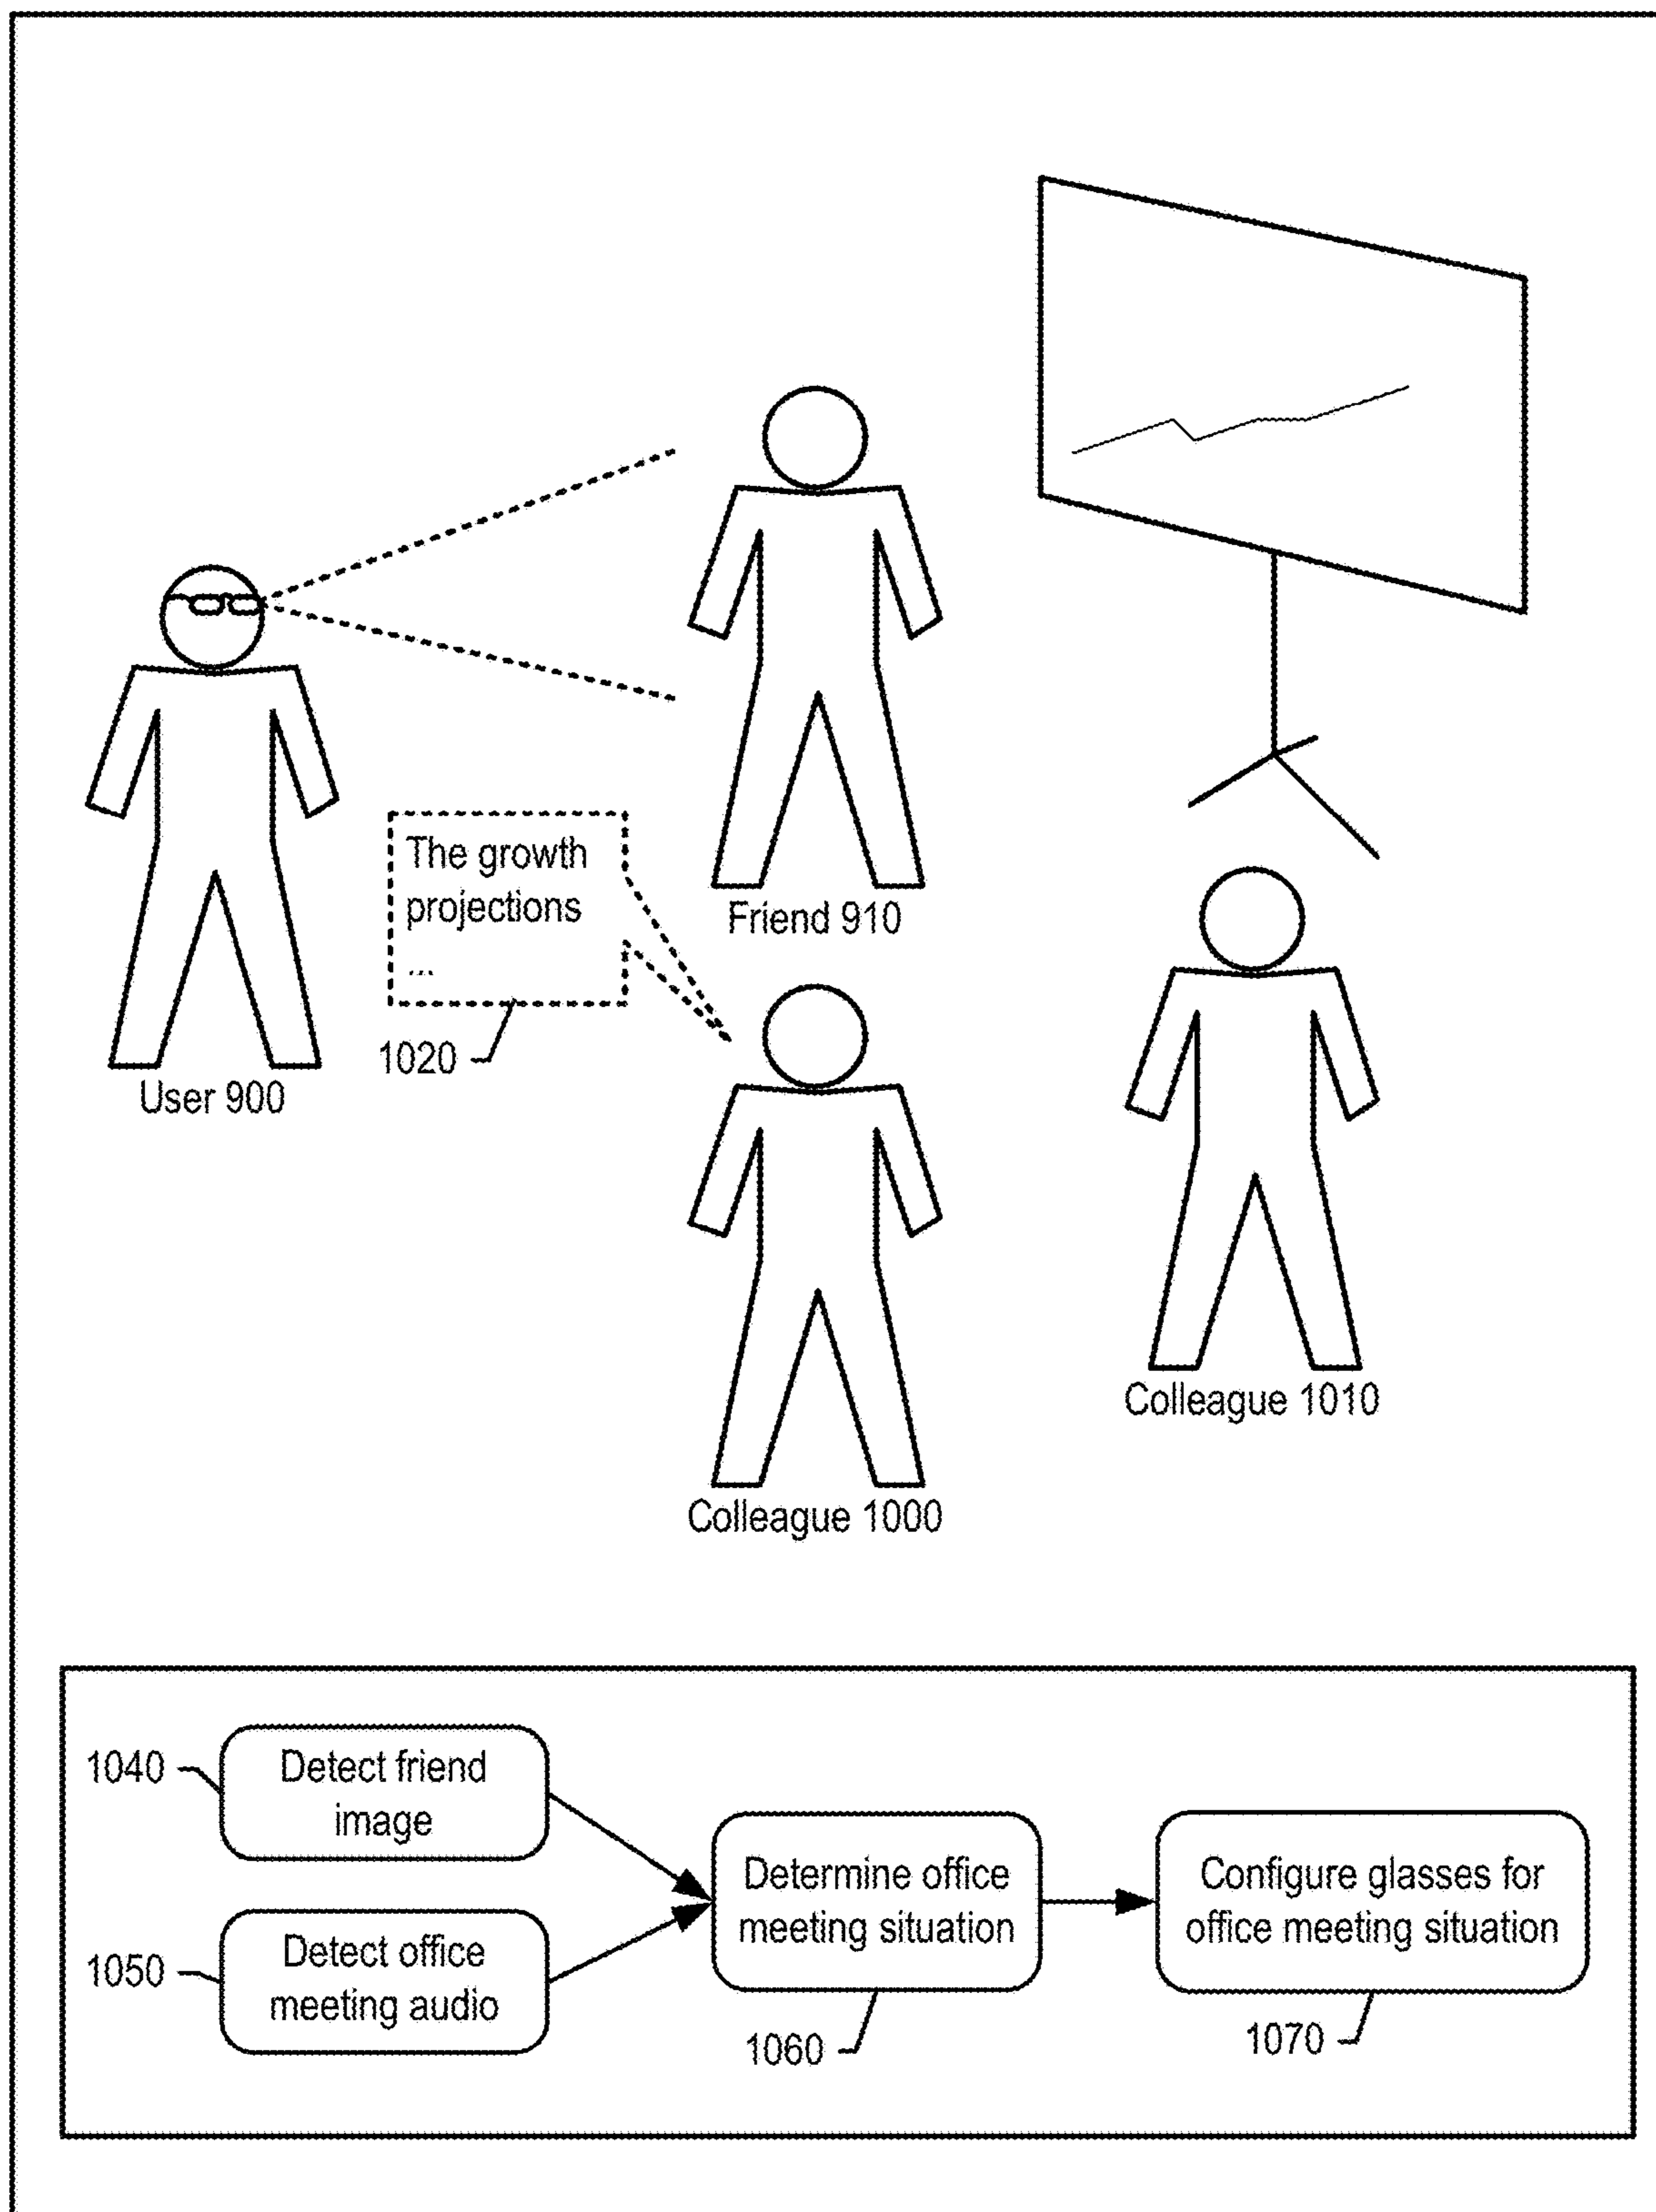 The growth
projections
...
1020
User 900
Friend 910
Colleague 1010
Colleague 1000
1040
Detect friend
image
1050
Detect office
meeting audio
Determine office
meeting situation
1060
Configure glasses for
office meeting situation
1070